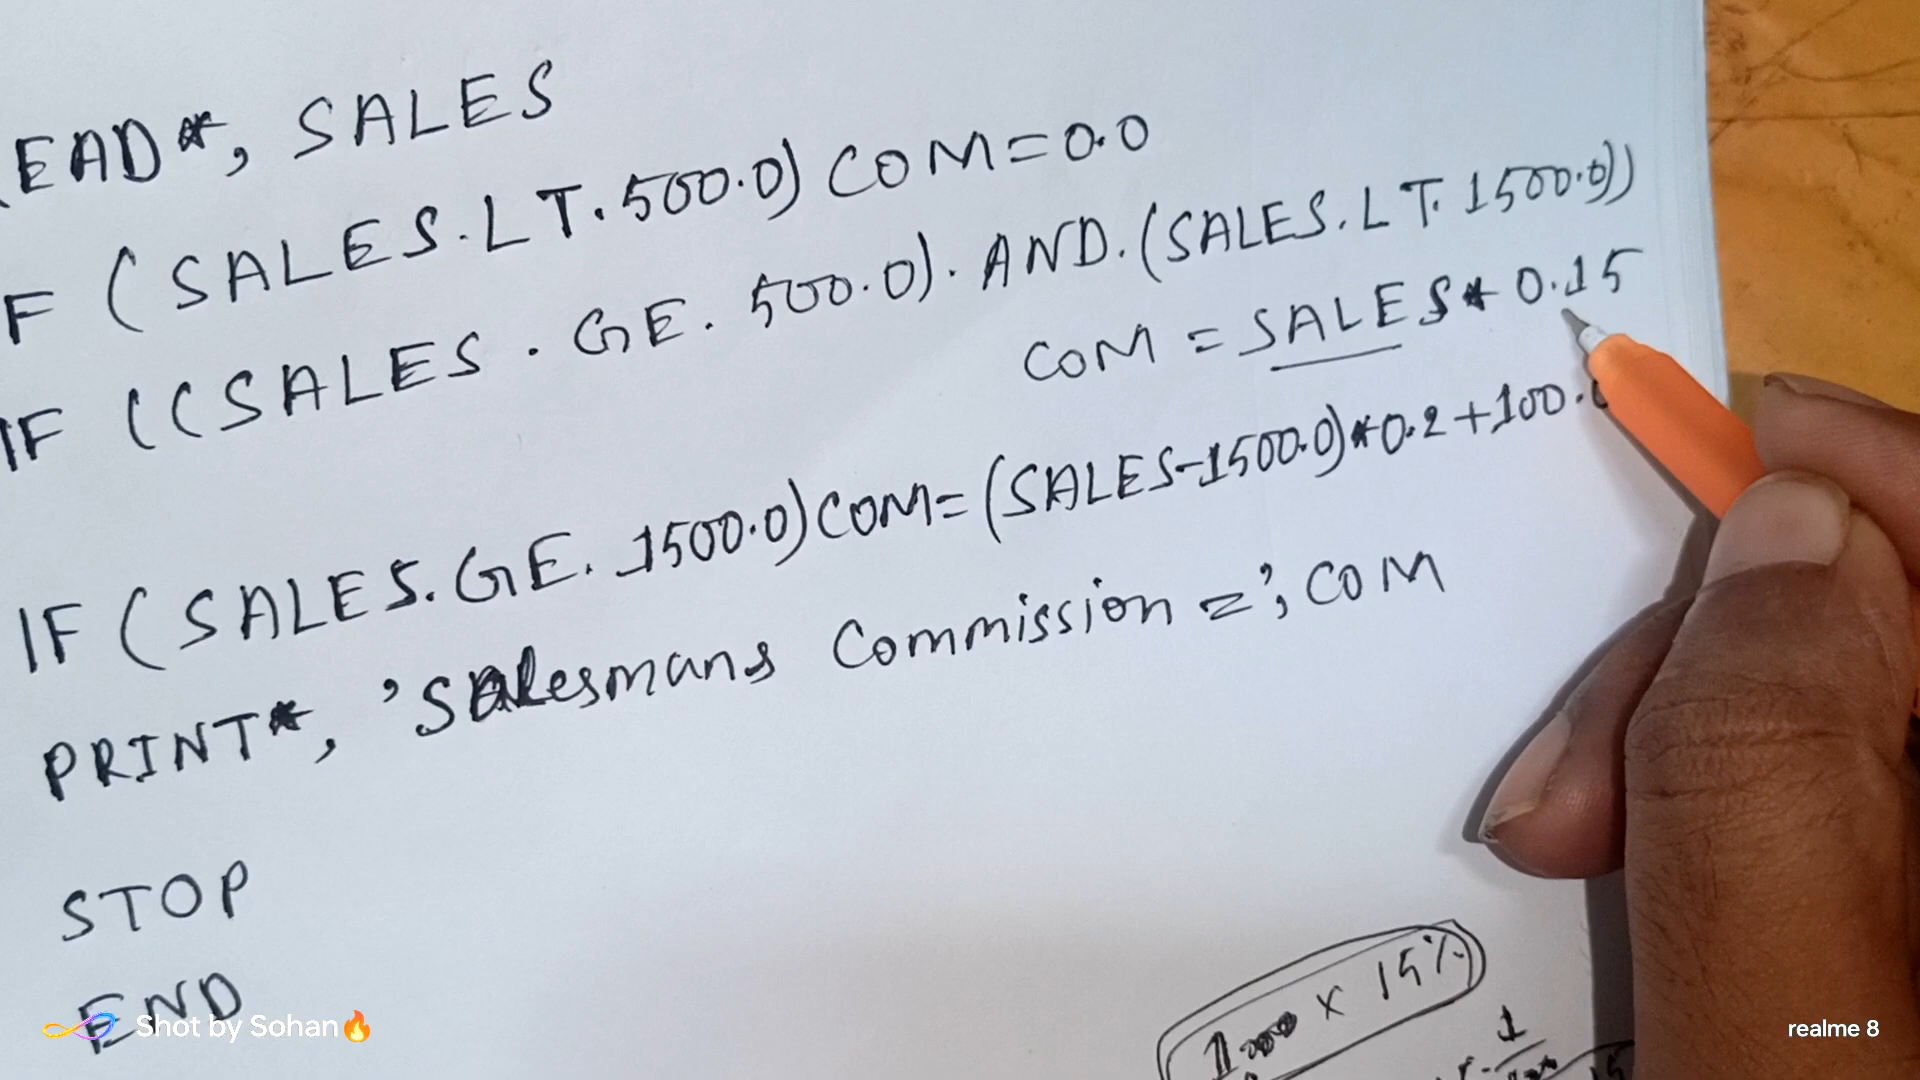 EAD*, SALES
F (SALES.LT.500.0) COM=0.0
IF ((SALES.GE.500.0).AND.(SALES.LT.1500.0))
COM = SALES* 0.15
IF (SALES.GE.1500.0)COM=(SALES-1500.0)*0.2+100.
PRINT*, 'Salesmans Commission =', COM
STOP
END
x 15%
1
Shot by Sohan🔥
realme 8